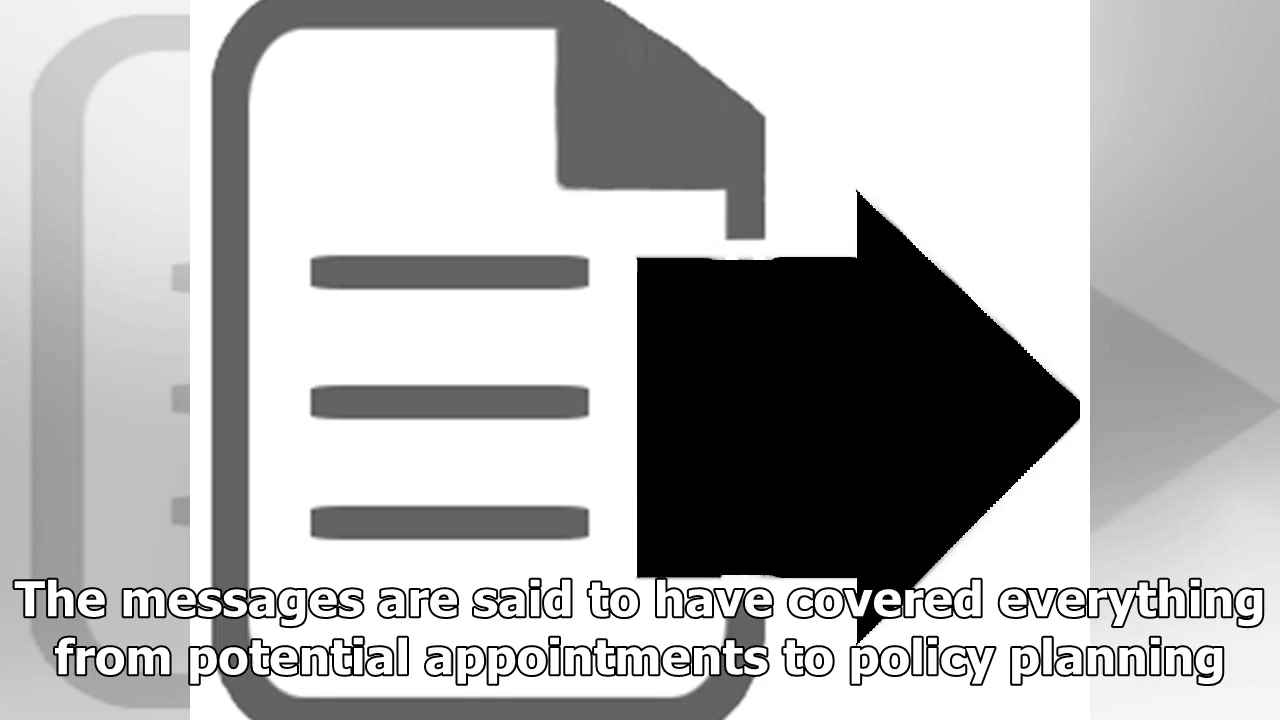 The messages are said to have covered everything
from potential appointments to policy planning